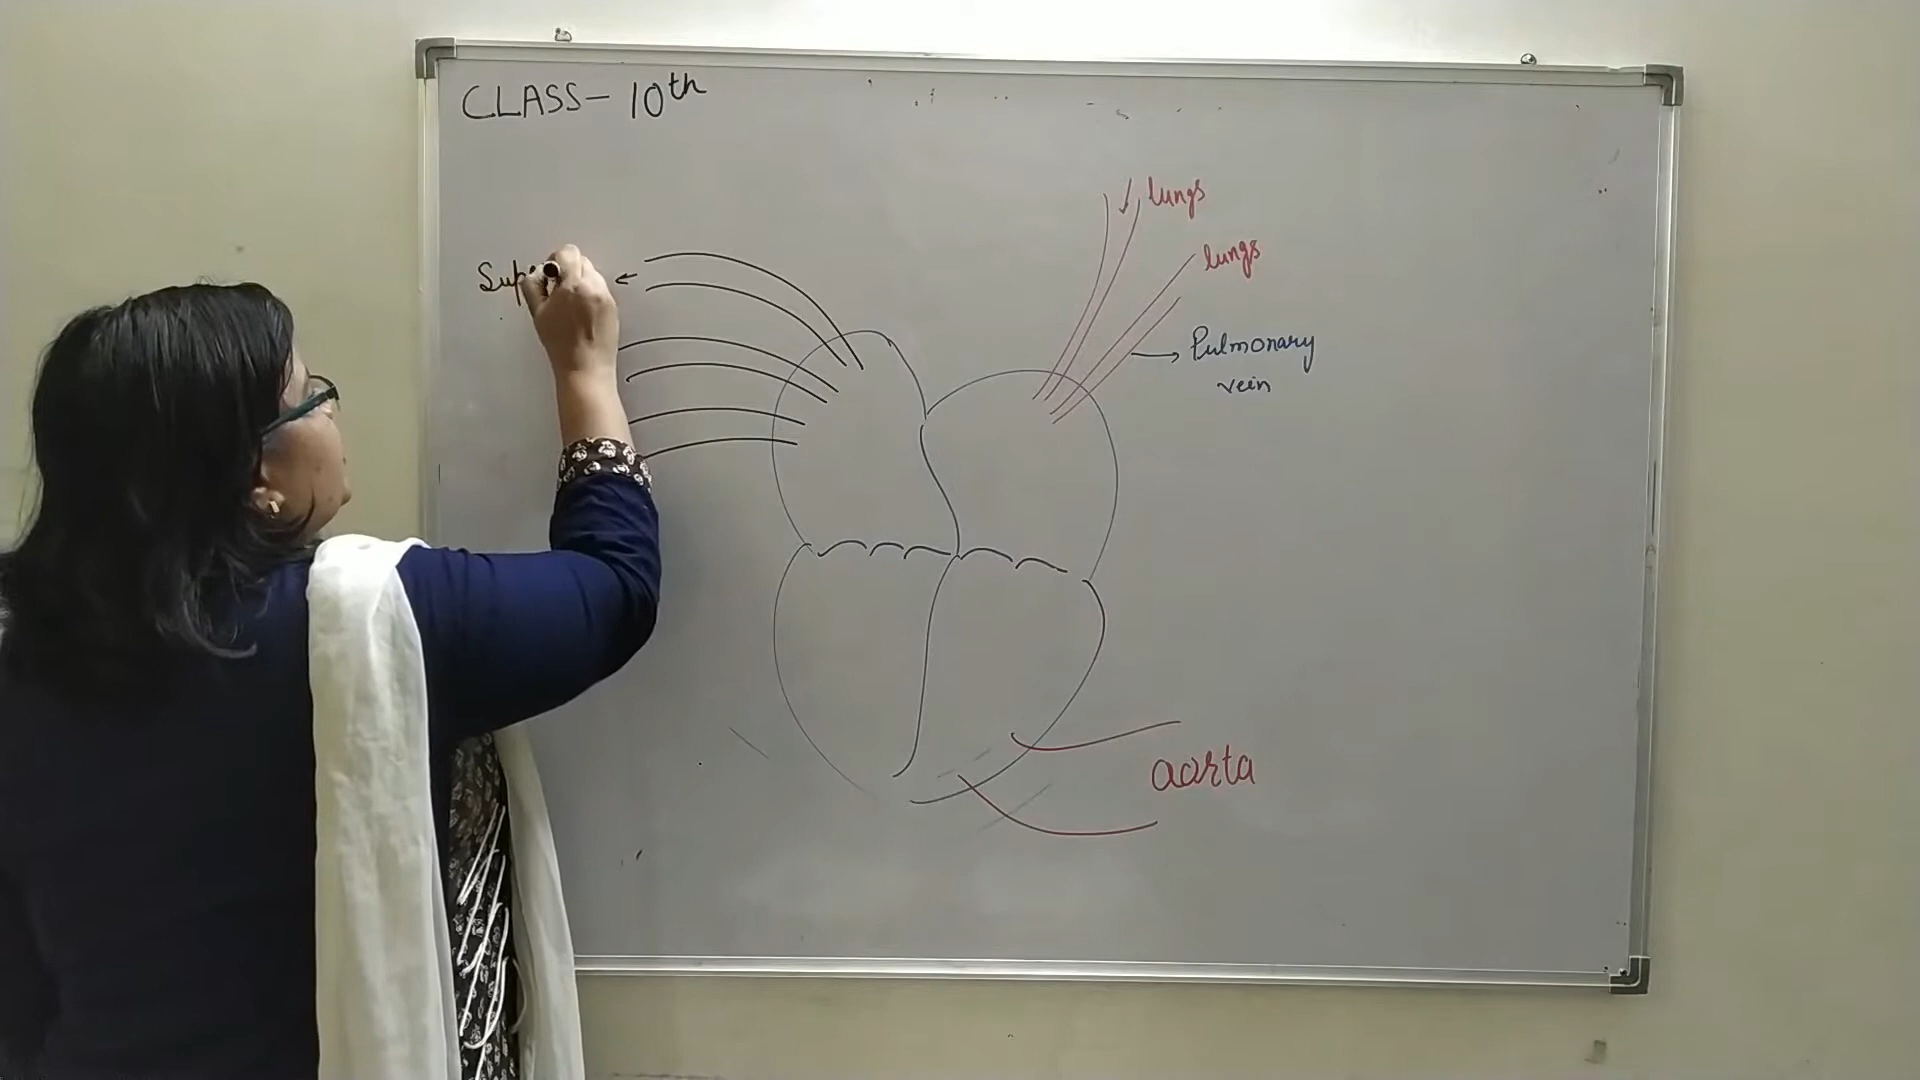 CLASS- 10th
lungs
lungs
Pulmonary
vein
aorta